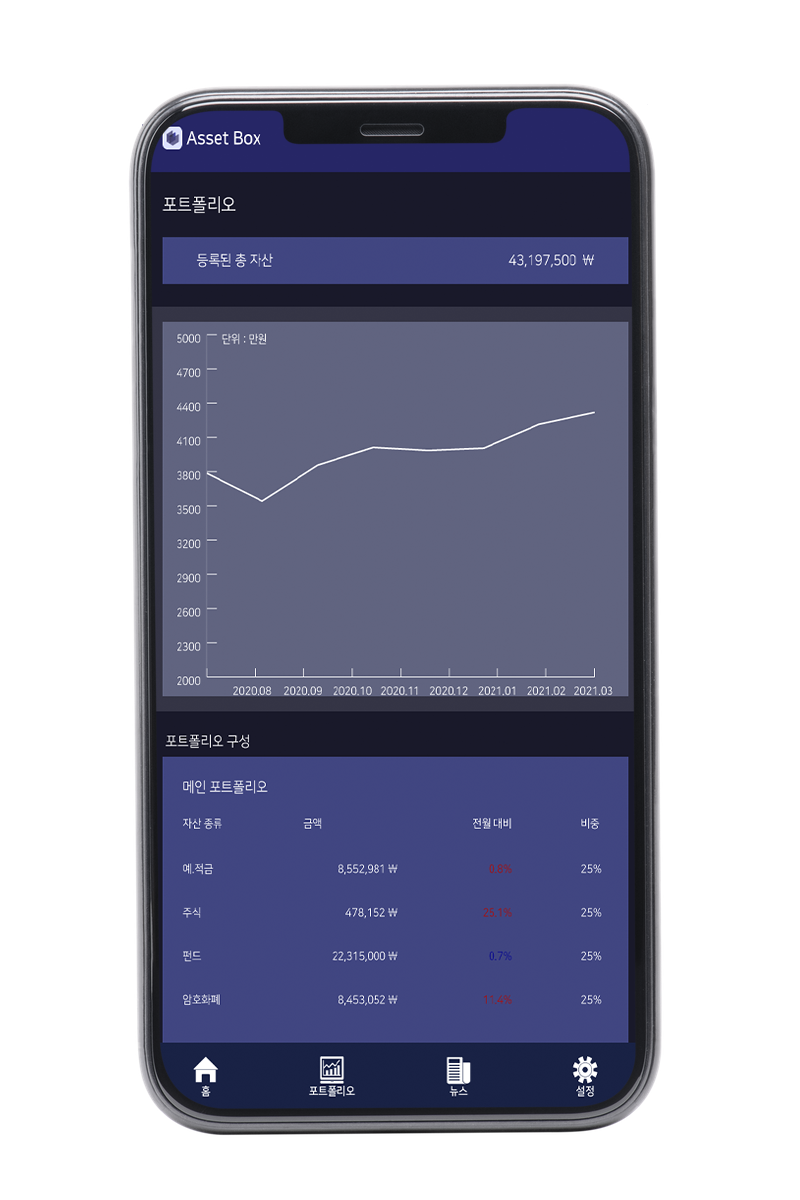 Asset Box
포트폴리오
등록된 총 자산 43,197,500 ₩
5000 단위 : 만원
4700
4400
4100
3800
3500
3200
2900
2600
2300
2000
2020.08 2020.09 2020.10 2020.11 2020.12 2021.01 2021.02 2021.03
포트폴리오 구성
메인 포트폴리오
자산 종류 금액 전월 대비 비중
예.적금 8,552,981 ₩ 0.8% 25%
주식 478,152 ₩ 25.1% 25%
펀드 22,315,000 ₩ 0.7% 25%
암호화폐 8,453,052 ₩ 11.4% 25%
홈 포트폴리오 뉴스 설정